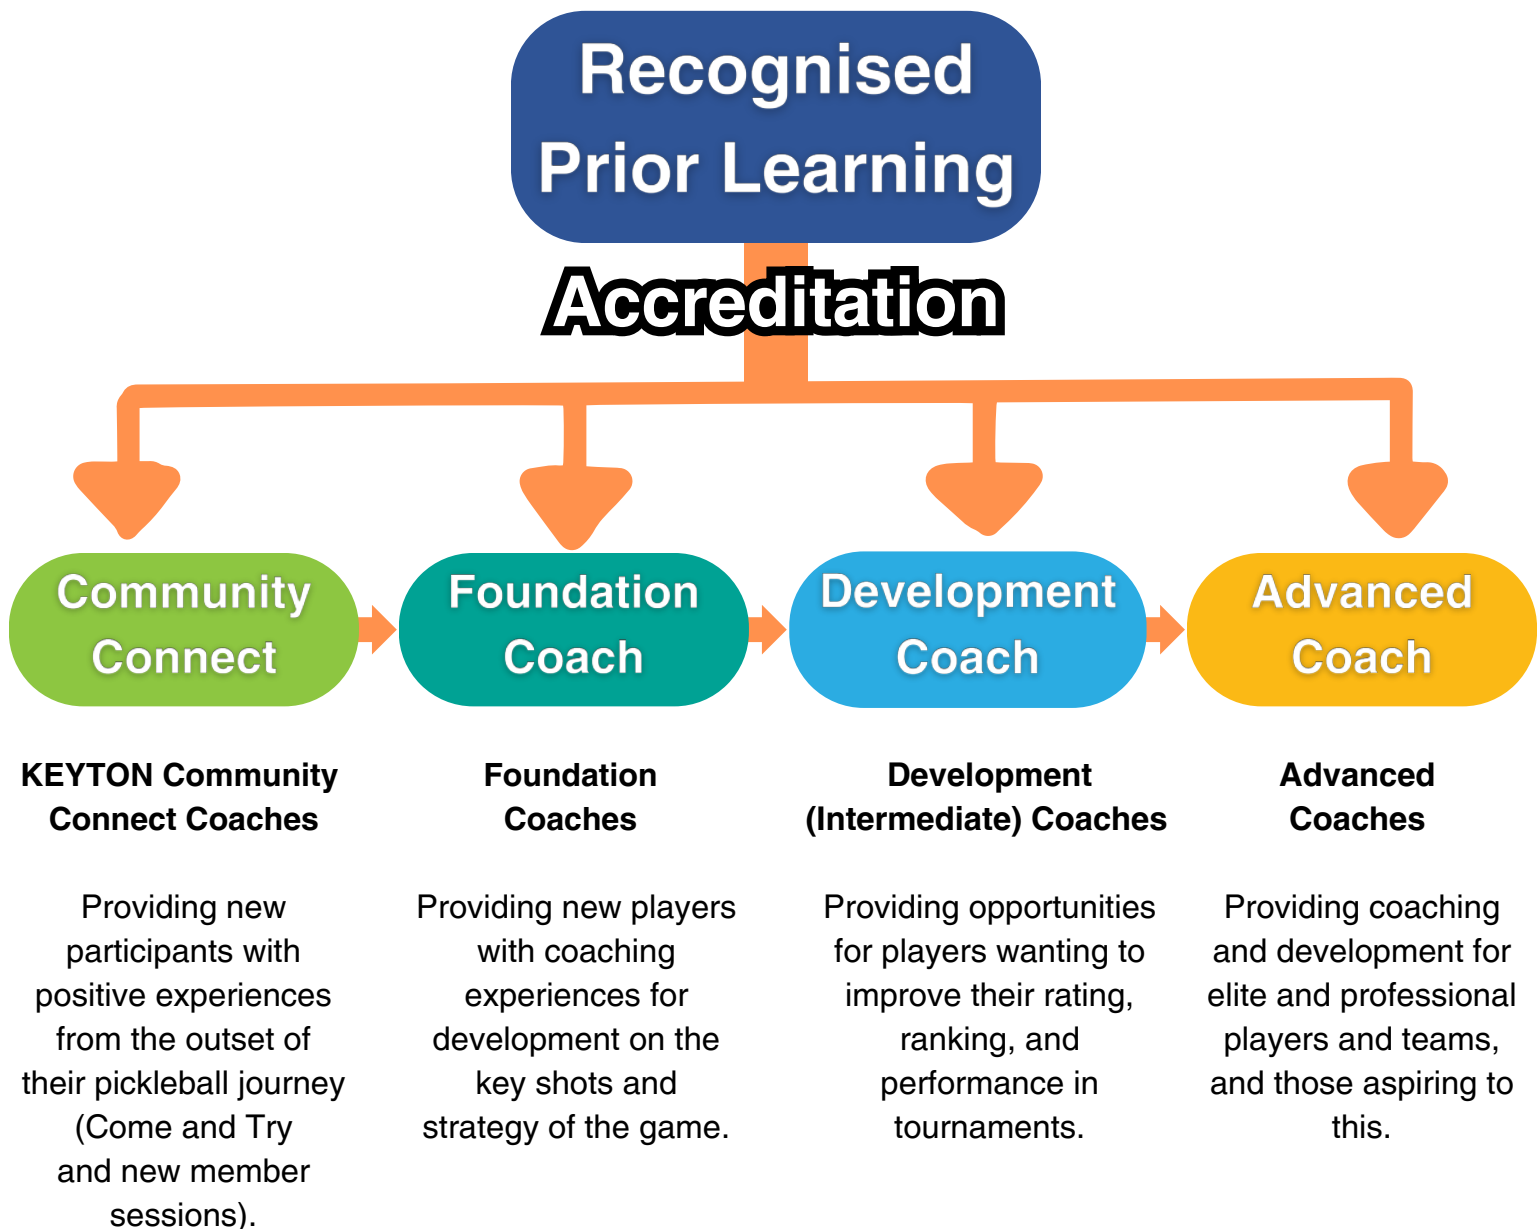 Recognised
Prior Learning
Accreditation
Community
Connect
Foundation
Coach
Development
Coach
Advanced
Coach
KEYTON Community
Connect Coaches
Providing new
participants with
positive experiences
from the outset of
their pickleball journey
(Come and Try
and new member
sessions).
Foundation
Coaches
Providing new players
with coaching
experiences for
development on the
key shots and
strategy of the game.
Development
(Intermediate) Coaches
Providing opportunities
for players wanting to
improve their rating,
ranking, and
performance in
tournaments.
Advanced
Coaches
Providing coaching
and development for
elite and professional
players and teams,
and those aspiring to
this.